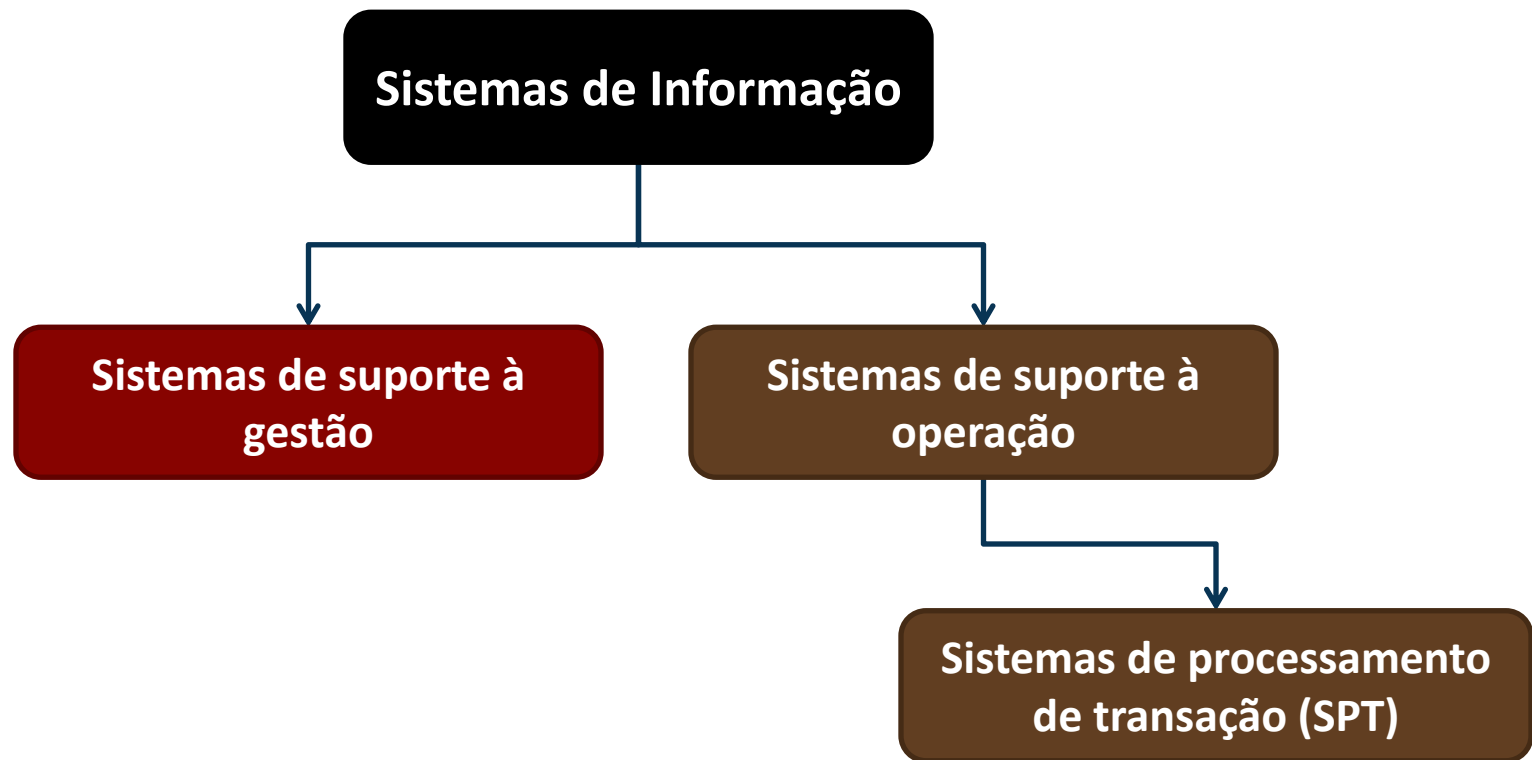 Sistemas de Informação
Sistemas de suporte à
gestão
Sistemas de suporte à
operação
Sistemas de processamento
de transação (SPT)